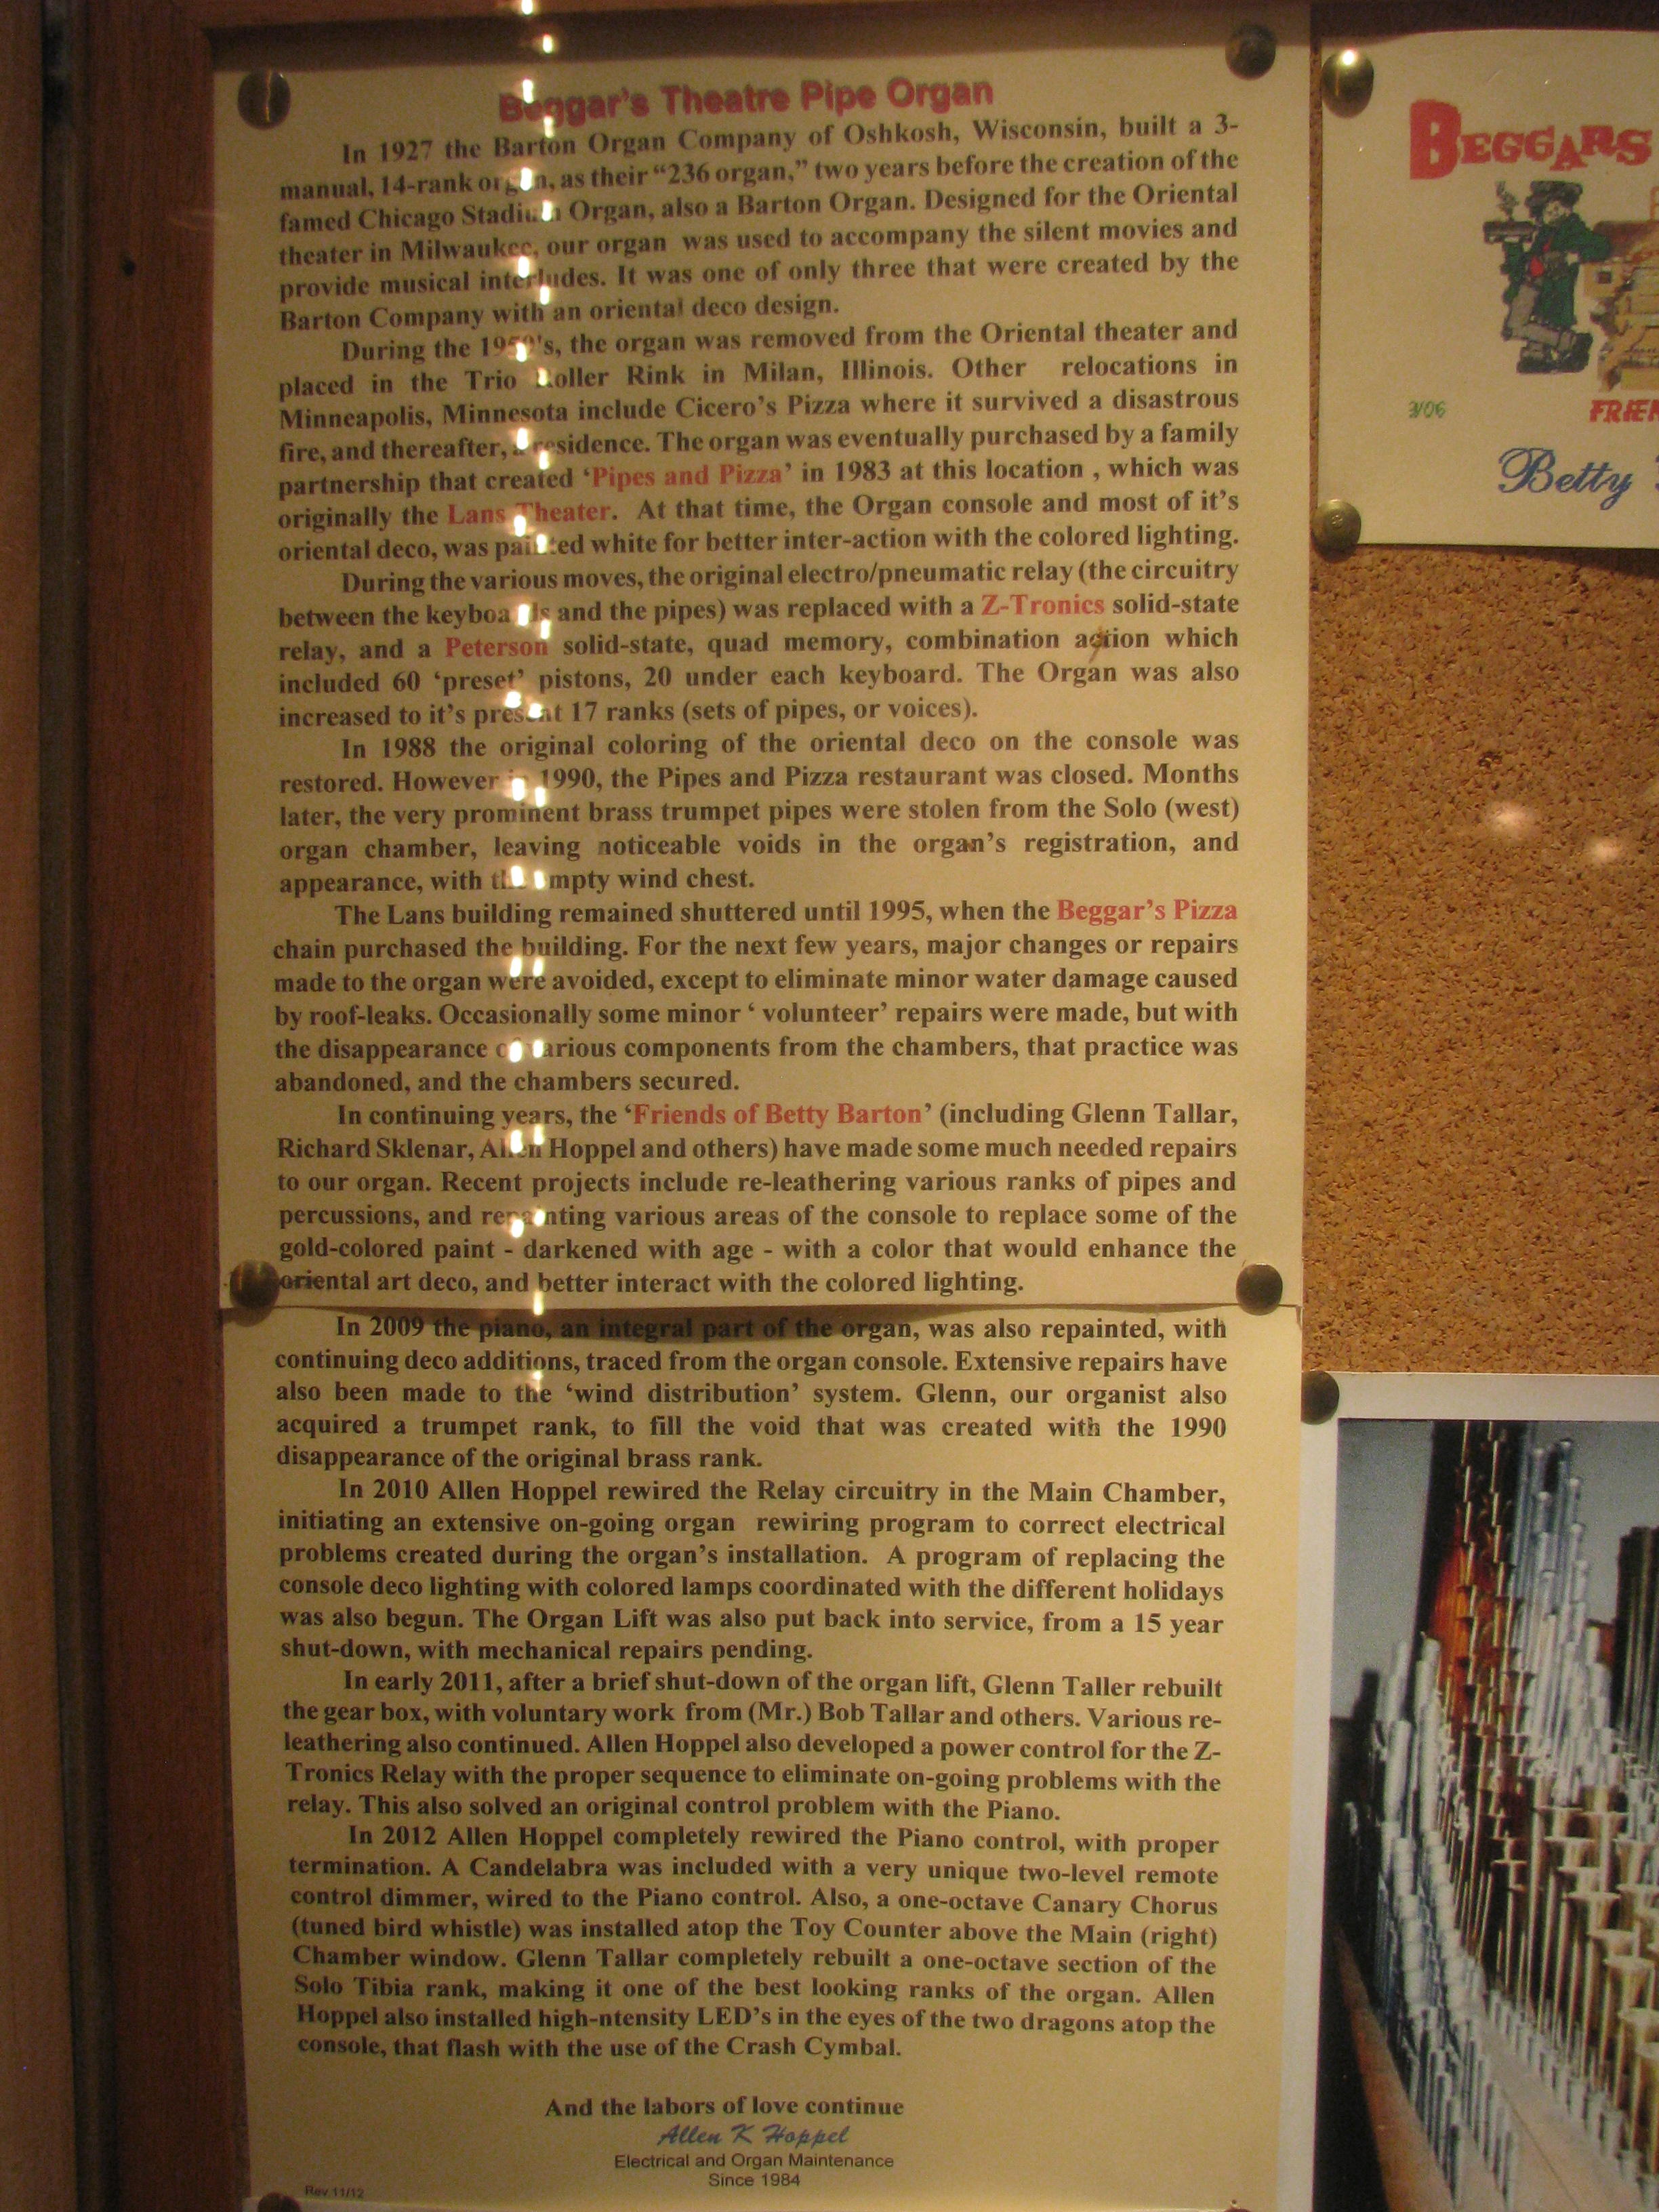 Beggar's Theatre Pipe Organ
In 1927 the Barton Organ Company of Oshkosh, Wisconsin, built a 3-
manual, 14-rank organ, as their “236 organ,” two years before the creation of the
famed Chicago Stadium Organ, also a Barton Organ. Designed for the Oriental
theater in Milwaukee, our organ was used to accompany the silent movies and
provide musical interludes. It was one of only three that were created by the
Barton Company with an oriental deco design.
During the 1950's, the organ was removed from the Oriental theater and
placed in the Trio Roller Rink in Milan, Illinois. Other relocations in
Minneapolis, Minnesota include Cicero’s Pizza where it survived a disastrous
fire, and thereafter, a residence. The organ was eventually purchased by a family
partnership that created ‘Pipes and Pizza’ in 1983 at this location , which was
originally the Lans Theater. At that time, the Organ console and most of it’s
oriental deco, was painted white for better inter-action with the colored lighting.
During the various moves, the original electro/pneumatic relay (the circuitry
between the keyboards and the pipes) was replaced with a Z-Tronics solid-state
relay, and a Peterson solid-state, quad memory, combination action which
included 60 ‘preset’ pistons, 20 under each keyboard. The Organ was also
increased to it’s present 17 ranks (sets of pipes, or voices).
In 1988 the original coloring of the oriental deco on the console was
restored. However in 1990, the Pipes and Pizza restaurant was closed. Months
later, the very prominent brass trumpet pipes were stolen from the Solo (west)
organ chamber, leaving noticeable voids in the organ’s registration, and
appearance, with the empty wind chest.
The Lans building remained shuttered until 1995, when the Beggar’s Pizza
chain purchased the building. For the next few years, major changes or repairs
made to the organ were avoided, except to eliminate minor water damage caused
by roof-leaks. Occasionally some minor ‘ volunteer’ repairs were made, but with
the disappearance of various components from the chambers, that practice was
abandoned, and the chambers secured.
In continuing years, the ‘Friends of Betty Barton’ (including Glenn Tallar,
Richard Sklenar, Allen Hoppel and others) have made some much needed repairs
to our organ. Recent projects include re-leathering various ranks of pipes and
percussions, and repainting various areas of the console to replace some of the
gold-colored paint - darkened with age - with a color that would enhance the
oriental art deco, and better interact with the colored lighting.
In 2009 the piano, an integral part of the organ, was also repainted, with
continuing deco additions, traced from the organ console. Extensive repairs have
also been made to the ‘wind distribution’ system. Glenn, our organist also
acquired a trumpet rank, to fill the void that was created with the 1990
disappearance of the original brass rank.
In 2010 Allen Hoppel rewired the Relay circuitry in the Main Chamber,
initiating an extensive on-going organ rewiring program to correct electrical
problems created during the organ’s installation. A program of replacing the
console deco lighting with colored lamps coordinated with the different holidays
was also begun. The Organ Lift was also put back into service, from a 15 year
shut-down, with mechanical repairs pending.
In early 2011, after a brief shut-down of the organ lift, Glenn Taller rebuilt
the gear box, with voluntary work from (Mr.) Bob Tallar and others. Various re-
leathering also continued. Allen Hoppel also developed a power control for the Z-
Tronics Relay with the proper sequence to eliminate on-going problems with the
relay. This also solved an original control problem with the Piano.
In 2012 Allen Hoppel completely rewired the Piano control, with proper
termination. A Candelabra was included with a very unique two-level remote
control dimmer, wired to the Piano control. Also, a one-octave Canary Chorus
(tuned bird whistle) was installed atop the Toy Counter above the Main (right)
Chamber window. Glenn Tallar completely rebuilt a one-octave section of the
Solo Tibia rank, making it one of the best looking ranks of the organ. Allen
Hoppel also installed high-ntensity LED’s in the eyes of the two dragons atop the
console, that flash with the use of the Crash Cymbal.
And the labors of love continue
Allen K Hoppel
Electrical and Organ Maintenance
Since 1984
Rev.11/12
BEGGARS
3/06
Betty